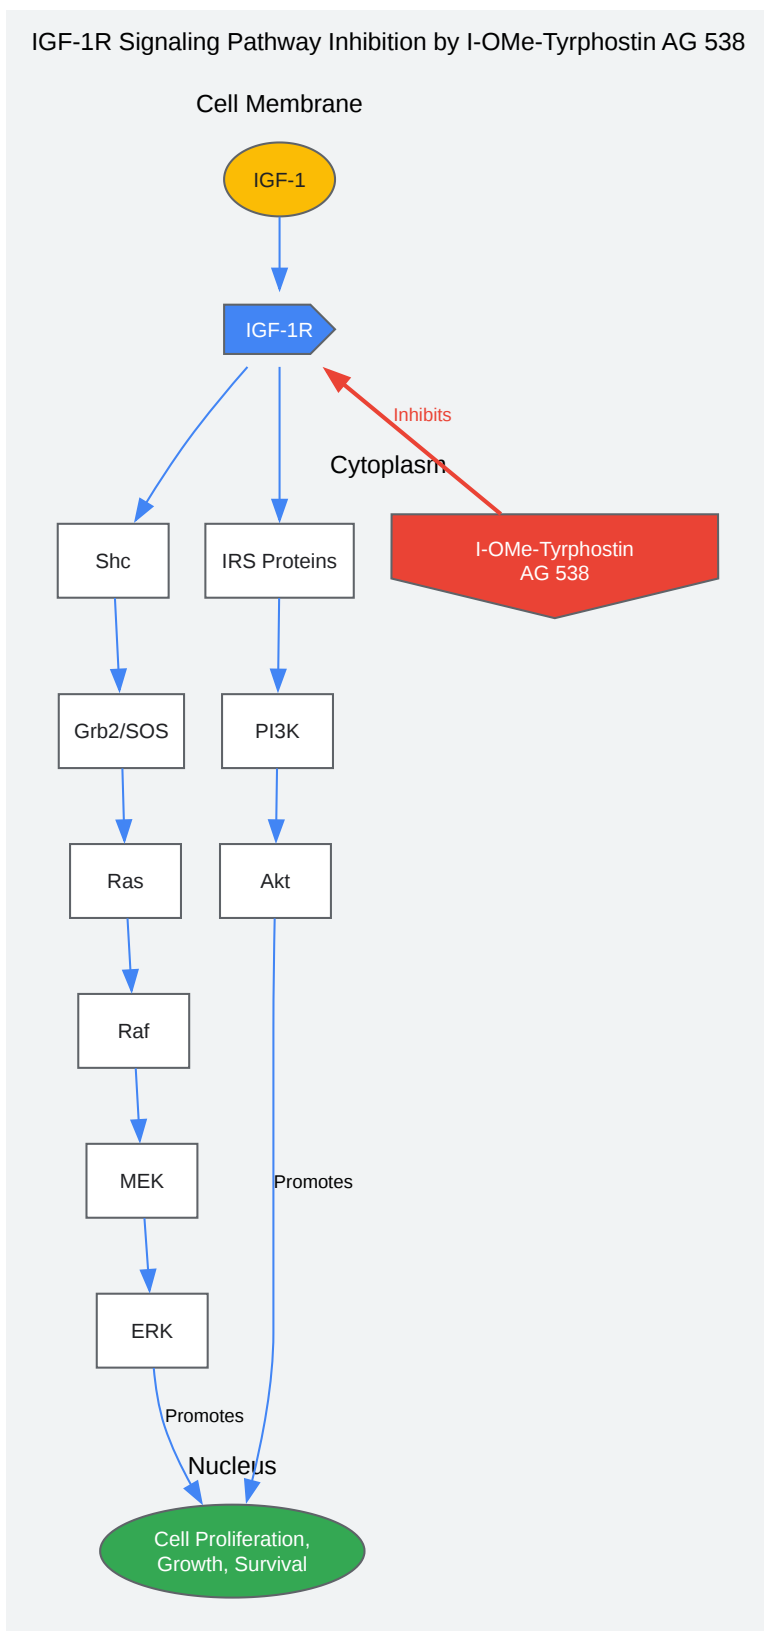 IGF-1R Signaling Pathway Inhibition by I-OMe-Tyrphostin AG 538
Cell Membrane
IGF-1
IGF-1R
Inhibits
Cytoplasm
Shc
IRS Proteins
I-OMe-Tyrphostin
AG 538
Grb2/SOS
PI3K
Ras
Akt
Raf
MEK
Promotes
ERK
Promotes
Nucleus
Cell Proliferation,
Growth, Survival